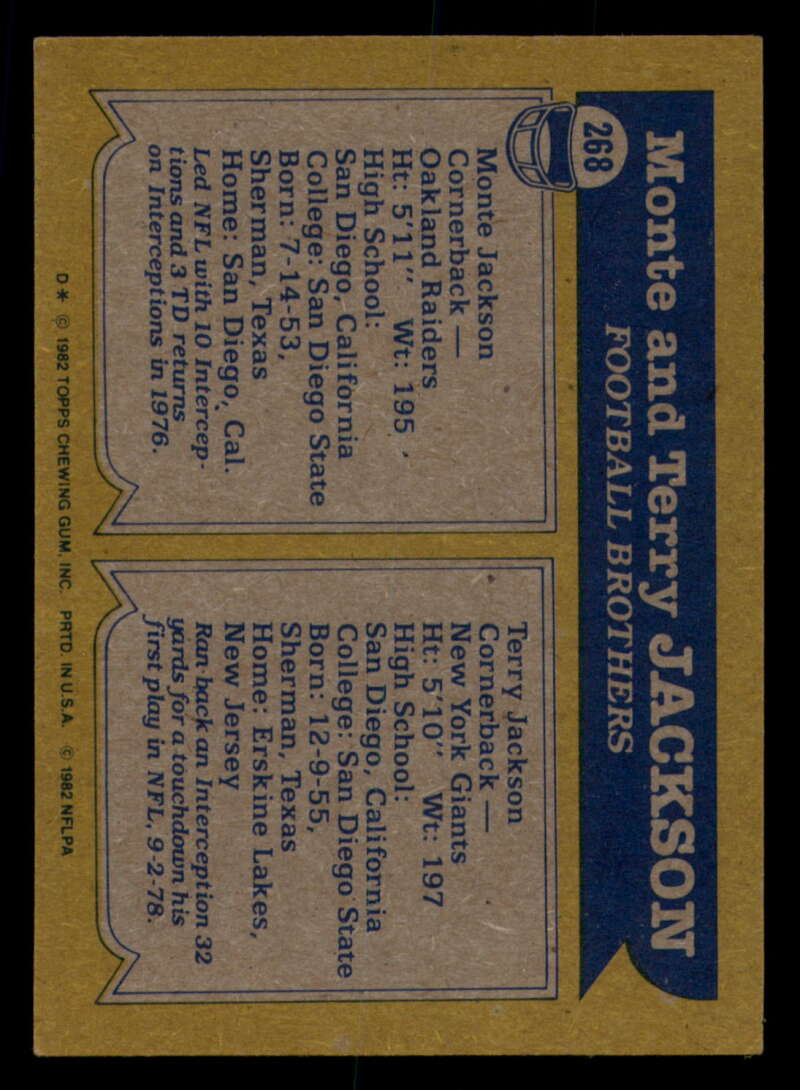 268
Monte and Terry JACKSON
FOOTBALL BROTHERS
Monte Jackson
Cornerback —
Oakland Raiders
Ht: 5'11" Wt: 195
High School:
San Diego, California
College: San Diego State
Born: 7-14-53,
Sherman, Texas
Home: San Diego, Cal.
Led NFL with 10 Intercep-
tions and 3 TD returns
on Interceptions in 1976.
Terry Jackson
Cornerback —
New York Giants
Ht: 5'10" Wt: 197
High School:
San Diego, California
College: San Diego State
Born: 12-9-55,
Sherman, Texas
Home: Erskine Lakes,
New Jersey
Ran back an Interception 32
yards for a touchdown his
first play in NFL, 9-2-78.
D* © 1982 TOPPS CHEWING GUM, INC. PRTD. IN U.S.A. © 1982 NFLPA